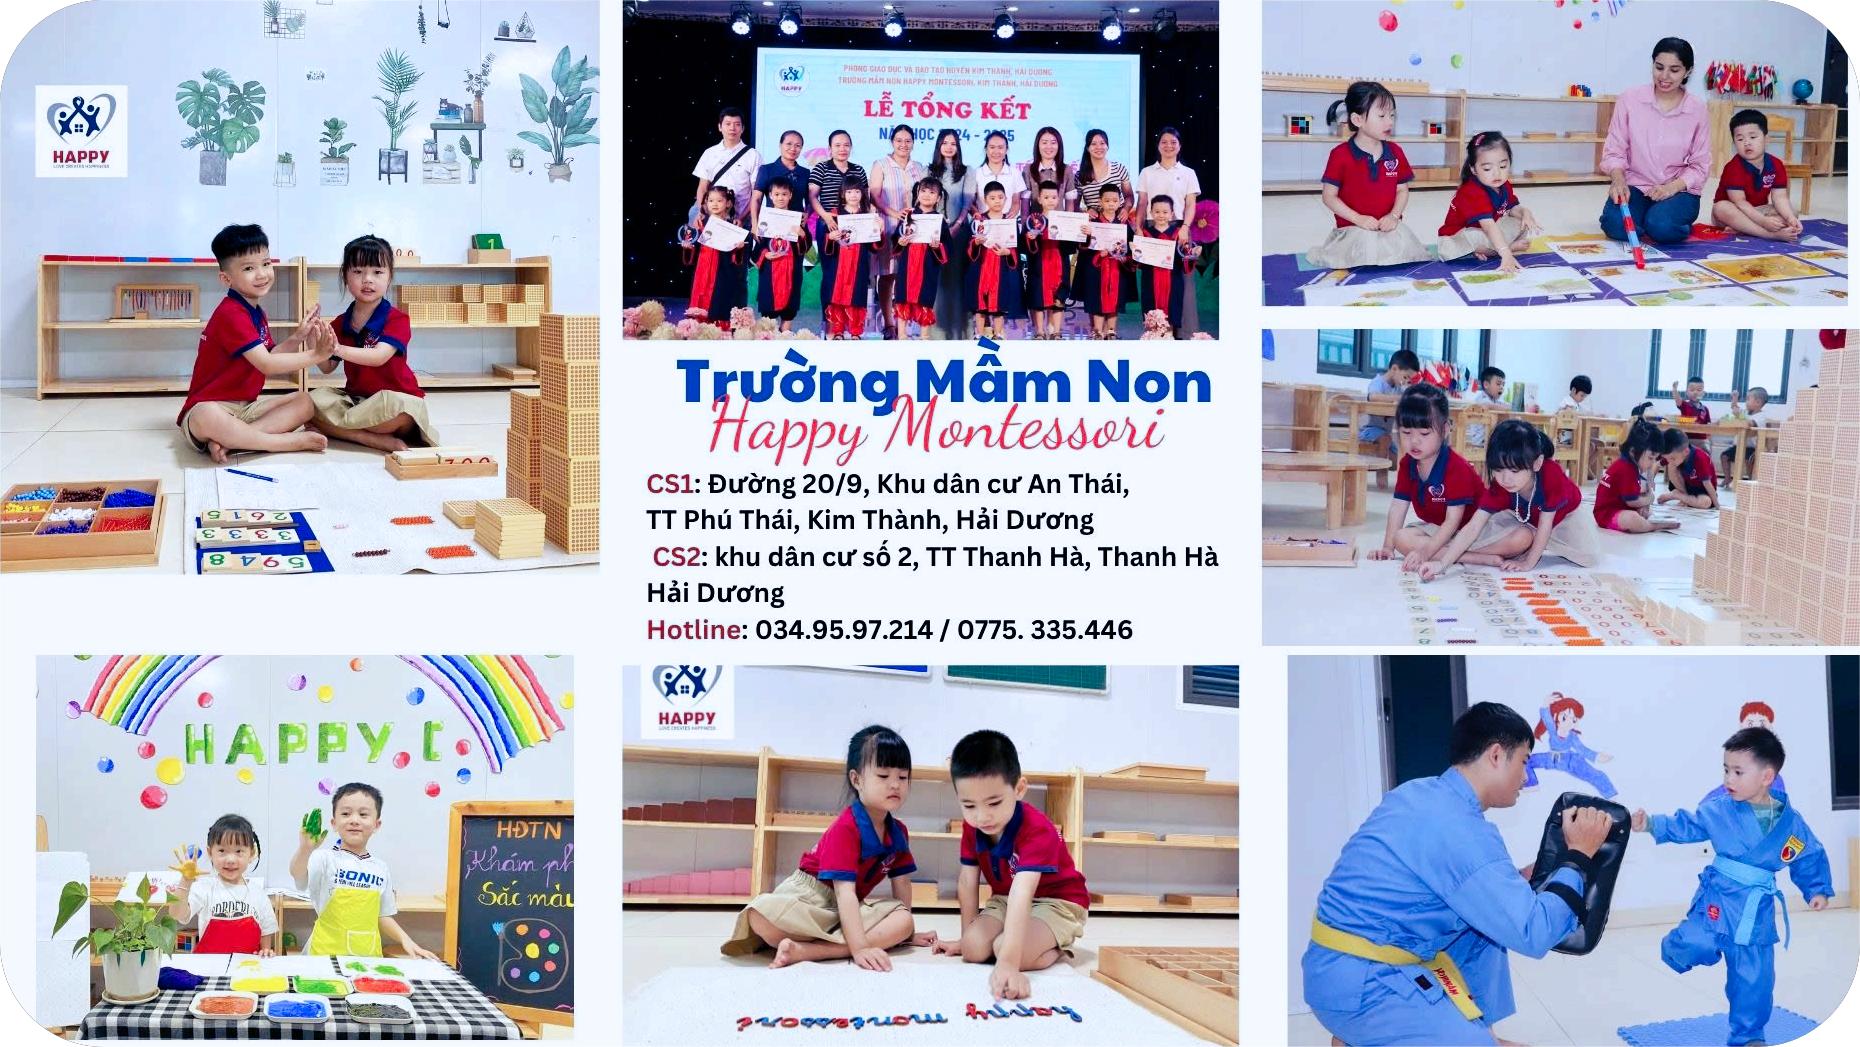 HAPPY
LOVE CREATES HAPPINESS
PHÒNG GIÁO DỤC VÀ ĐÀO TẠO HUYỆN KIM THÀNH, HẢI DƯƠNG
TRƯỜNG MẦM NON HAPPY MONTESSORI, KIM THÀNH, HẢI DƯƠNG
HAPPY
LỄ TỔNG KẾT
NĂM HỌC 2024 - 2025
Trường Mầm Non
Happy Montessori
CS1: Đường 20/9, Khu dân cư An Thái,
TT Phú Thái, Kim Thành, Hải Dương
CS2: khu dân cư số 2, TT Thanh Hà, Thanh Hà
Hải Dương
Hotline: 034.95.97.214 / 0775. 335.446
2615
3333
5948
HAPPY C
HĐTN
Khám ph
Sắc màu
SONIC
HAPPY
LOVE CREATES HAPPINESS
happy montessori